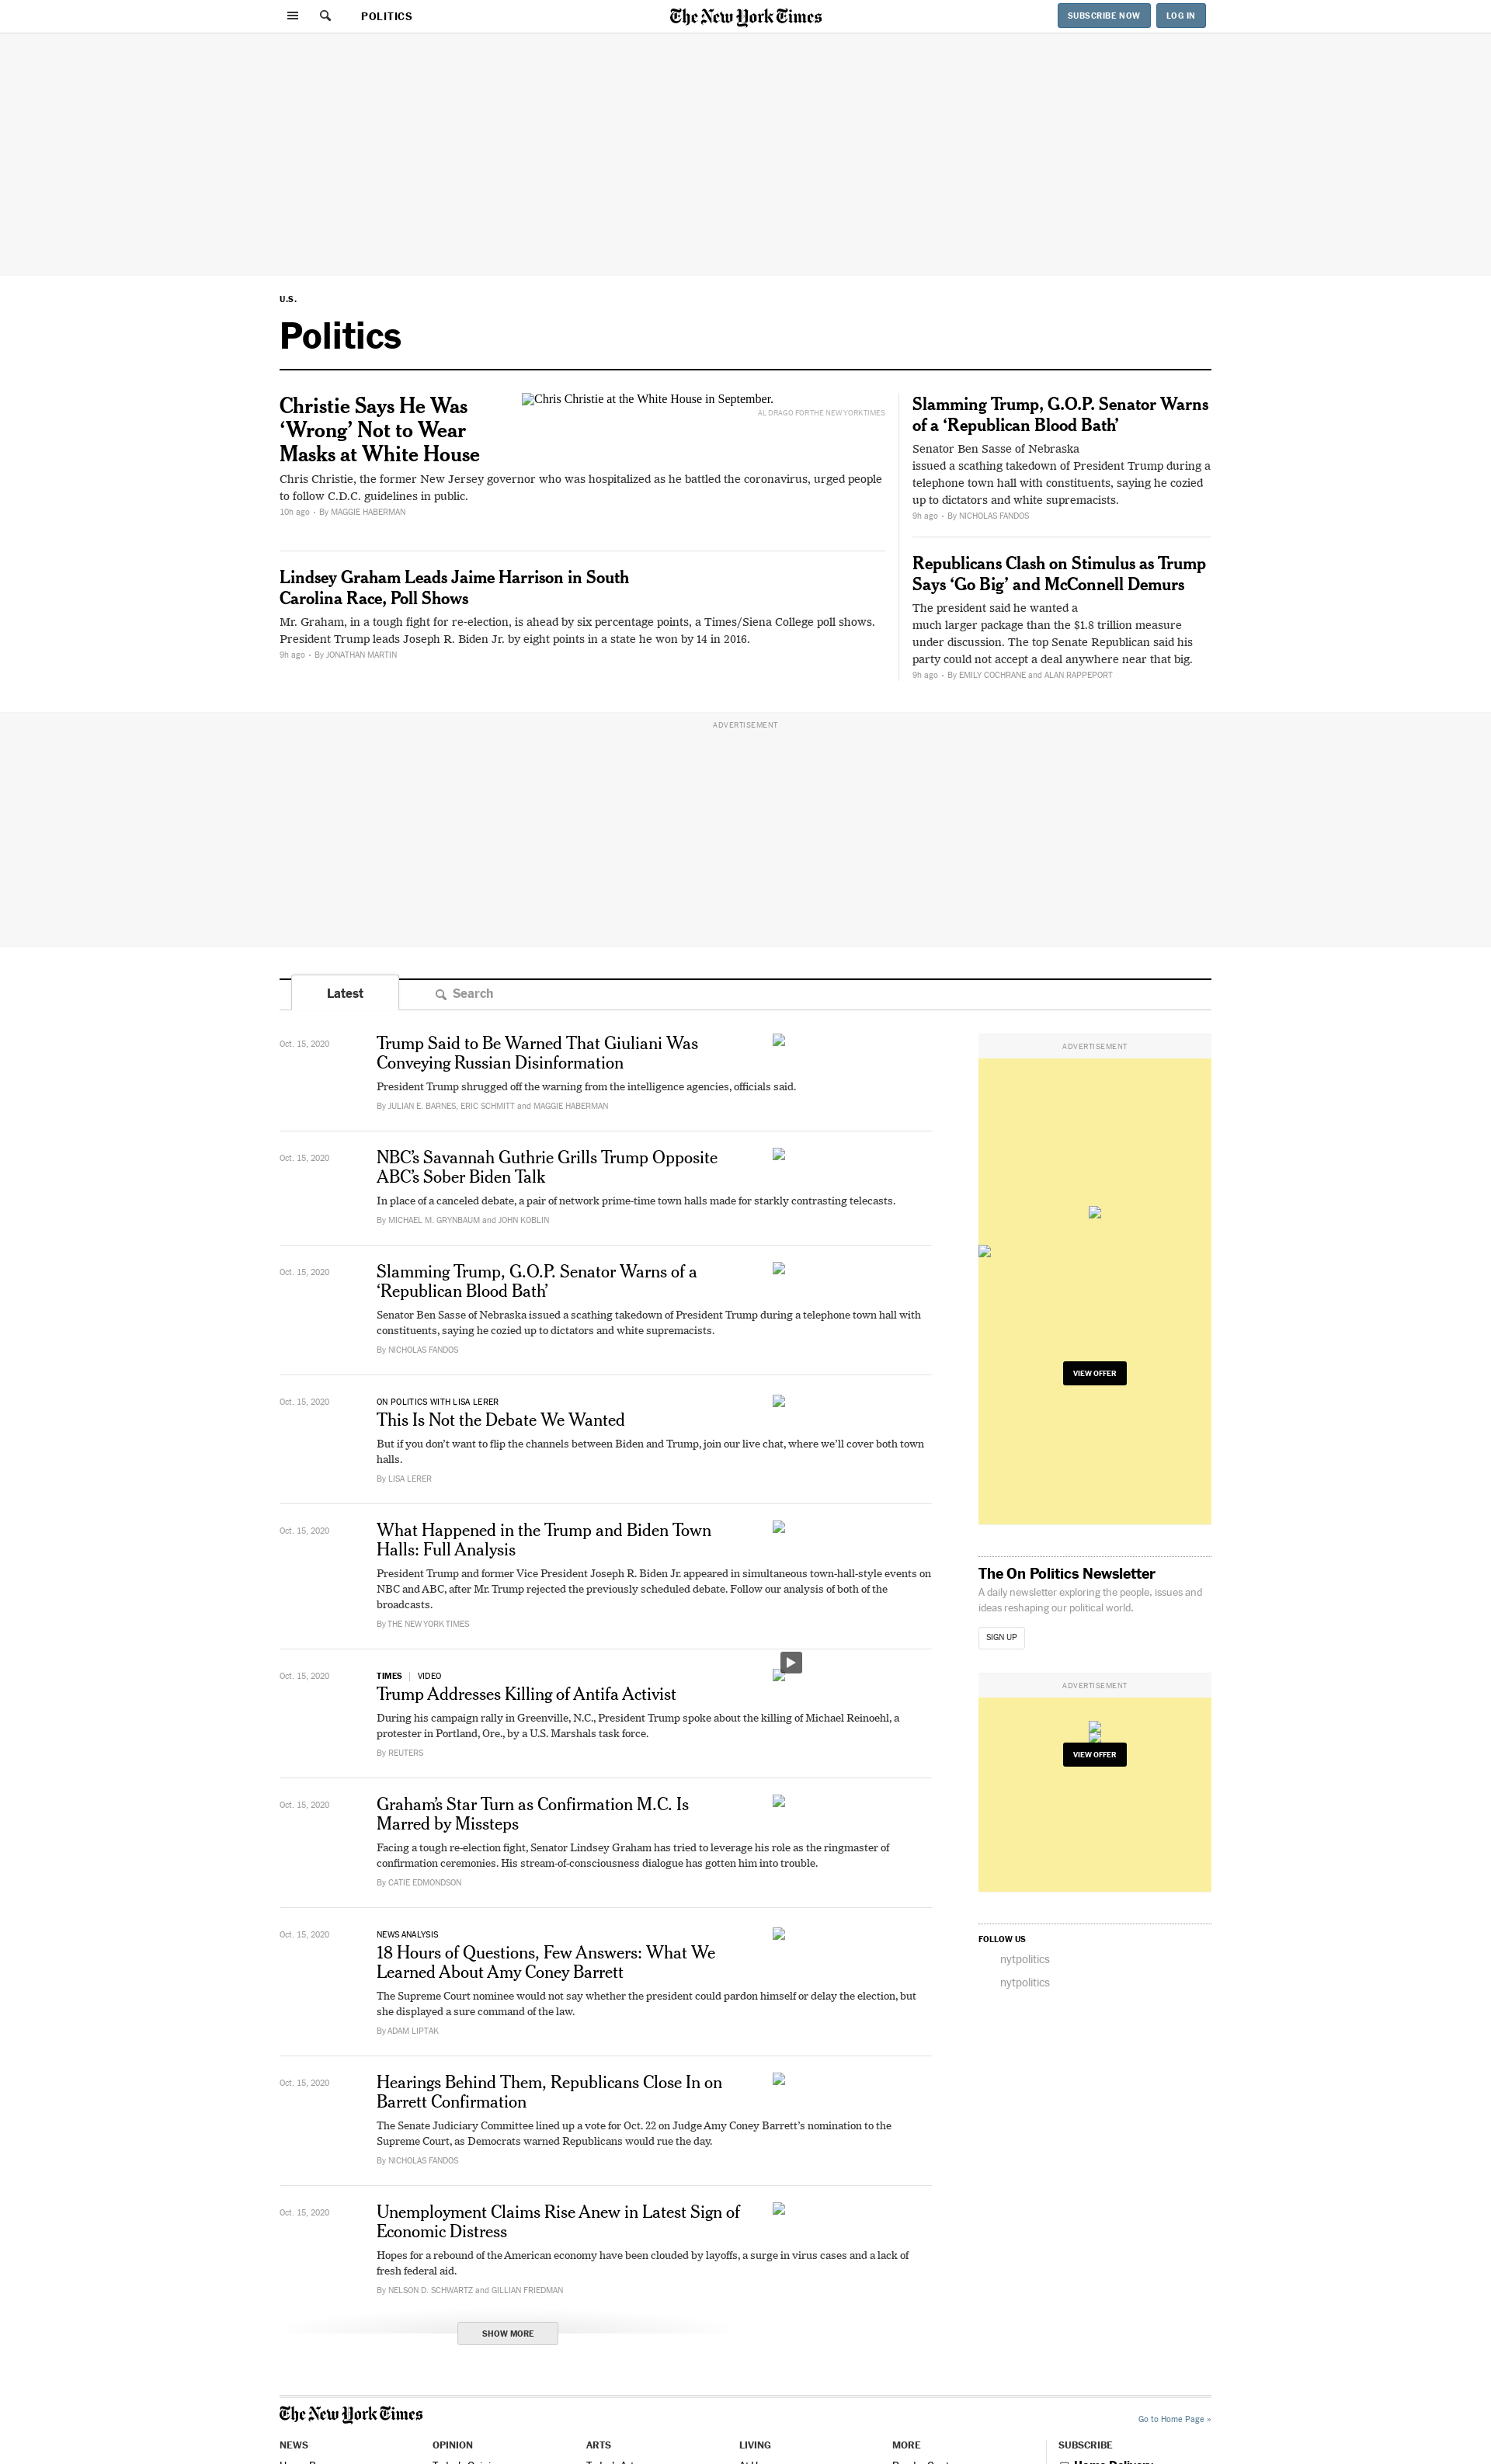 POLITICS
The New York Times
SUBSCRIBE NOW
LOG IN
U.S.
Politics
Christie Says He Was
‘Wrong’ Not to Wear
Masks at White House
Chris Christie at the White House in September.
AL DRAGO FOR THE NEW YORK TIMES
Chris Christie, the former New Jersey governor who was hospitalized as he battled the coronavirus, urged people
to follow C.D.C. guidelines in public.
10h ago • By MAGGIE HABERMAN
Lindsey Graham Leads Jaime Harrison in South
Carolina Race, Poll Shows
Mr. Graham, in a tough fight for re-election, is ahead by six percentage points, a Times/Siena College poll shows.
President Trump leads Joseph R. Biden Jr. by eight points in a state he won by 14 in 2016.
9h ago • By JONATHAN MARTIN
Slamming Trump, G.O.P. Senator Warns
of a ‘Republican Blood Bath’
Senator Ben Sasse of Nebraska
issued a scathing takedown of President Trump during a
telephone town hall with constituents, saying he cozied
up to dictators and white supremacists.
9h ago • By NICHOLAS FANDOS
Republicans Clash on Stimulus as Trump
Says ‘Go Big’ and McConnell Demurs
The president said he wanted a
much larger package than the $1.8 trillion measure
under discussion. The top Senate Republican said his
party could not accept a deal anywhere near that big.
9h ago • By EMILY COCHRANE and ALAN RAPPEPORT
ADVERTISEMENT
Latest
Search
Oct. 15, 2020
Trump Said to Be Warned That Giuliani Was
Conveying Russian Disinformation
President Trump shrugged off the warning from the intelligence agencies, officials said.
By JULIAN E. BARNES, ERIC SCHMITT and MAGGIE HABERMAN
Oct. 15, 2020
NBC’s Savannah Guthrie Grills Trump Opposite
ABC’s Sober Biden Talk
In place of a canceled debate, a pair of network prime-time town halls made for starkly contrasting telecasts.
By MICHAEL M. GRYNBAUM and JOHN KOBLIN
Oct. 15, 2020
Slamming Trump, G.O.P. Senator Warns of a
‘Republican Blood Bath’
Senator Ben Sasse of Nebraska issued a scathing takedown of President Trump during a telephone town hall with
constituents, saying he cozied up to dictators and white supremacists.
By NICHOLAS FANDOS
Oct. 15, 2020
ON POLITICS WITH LISA LERER
This Is Not the Debate We Wanted
But if you don’t want to flip the channels between Biden and Trump, join our live chat, where we’ll cover both town
halls.
By LISA LERER
Oct. 15, 2020
What Happened in the Trump and Biden Town
Halls: Full Analysis
President Trump and former Vice President Joseph R. Biden Jr. appeared in simultaneous town-hall-style events on
NBC and ABC, after Mr. Trump rejected the previously scheduled debate. Follow our analysis of both of the
broadcasts.
By THE NEW YORK TIMES
Oct. 15, 2020
TIMES | VIDEO
Trump Addresses Killing of Antifa Activist
During his campaign rally in Greenville, N.C., President Trump spoke about the killing of Michael Reinoehl, a
protester in Portland, Ore., by a U.S. Marshals task force.
By REUTERS
Oct. 15, 2020
Graham’s Star Turn as Confirmation M.C. Is
Marred by Missteps
Facing a tough re-election fight, Senator Lindsey Graham has tried to leverage his role as the ringmaster of
confirmation ceremonies. His stream-of-consciousness dialogue has gotten him into trouble.
By CATIE EDMONDSON
Oct. 15, 2020
NEWS ANALYSIS
18 Hours of Questions, Few Answers: What We
Learned About Amy Coney Barrett
The Supreme Court nominee would not say whether the president could pardon himself or delay the election, but
she displayed a sure command of the law.
By ADAM LIPTAK
Oct. 15, 2020
Hearings Behind Them, Republicans Close In on
Barrett Confirmation
The Senate Judiciary Committee lined up a vote for Oct. 22 on Judge Amy Coney Barrett’s nomination to the
Supreme Court, as Democrats warned Republicans would rue the day.
By NICHOLAS FANDOS
Oct. 15, 2020
Unemployment Claims Rise Anew in Latest Sign of
Economic Distress
Hopes for a rebound of the American economy have been clouded by layoffs, a surge in virus cases and a lack of
fresh federal aid.
By NELSON D. SCHWARTZ and GILLIAN FRIEDMAN
SHOW MORE
ADVERTISEMENT
VIEW OFFER
The On Politics Newsletter
A daily newsletter exploring the people, issues and
ideas reshaping our political world.
SIGN UP
ADVERTISEMENT
VIEW OFFER
FOLLOW US
nytpolitics
nytpolitics
The New York Times
Go to Home Page »
NEWS
OPINION
ARTS
LIVING
MORE
SUBSCRIBE